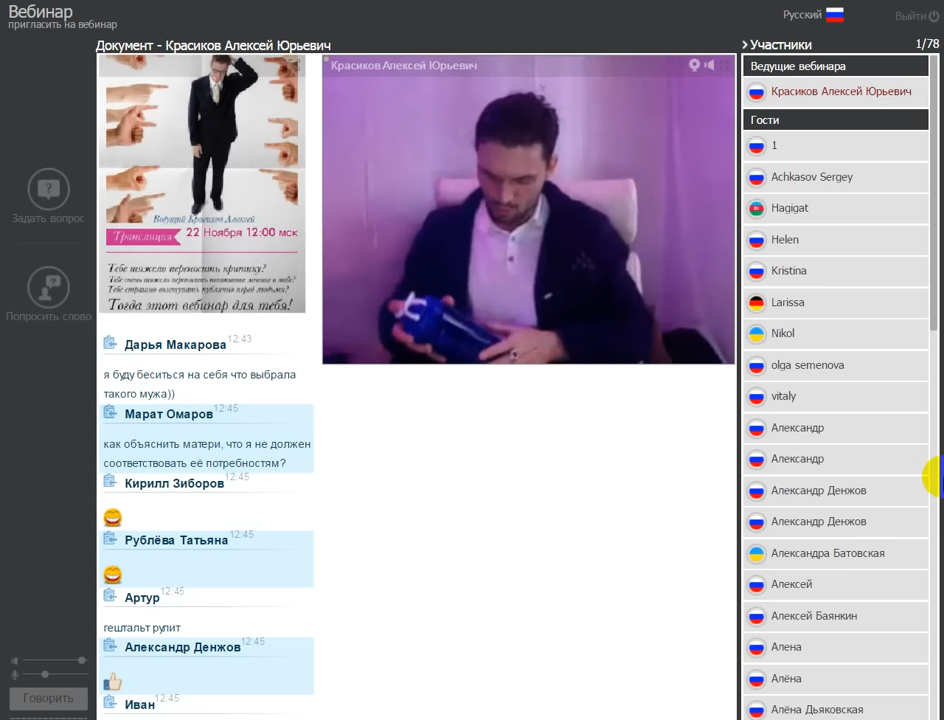 Вебинар
пригласить на вебинар
Русский
Выйти
Документ - Красиков Алексей Юрьевич
Участники
1/78
Задать вопрос
Попросить слово
Говорить
Ведущий Красиков Алексей
Трансляция 22 Ноября 12:00 мск
Тебе тяжело переносить критику?
Тебе страшно выступать публично перед людьми?
Тогда этот вебинар для тебя!
Дарья Макарова 12:43
я буду беситься на себя что выбрала
такого мужа))
Марат Омаров 12:45
как объяснить матери, что я не должен
соответствовать её потребностям?
Кирилл Зиборов 12:45
Рублёва Татьяна 12:45
Артур 12:45
гештальт рулит
Александр Денжов 12:45
Иван 12:45
Красиков Алексей Юрьевич
Ведущие вебинара
Красиков Алексей Юрьевич
Гости
1
Achkasov Sergey
Hagigat
Helen
Kristina
Larissa
Nikol
olga semenova
vitaly
Александр
Александр
Александр Денжов
Александр Денжов
Александра Батовская
Алексей
Алексей Баянкин
Алена
Алёна
Алёна Дьяковская